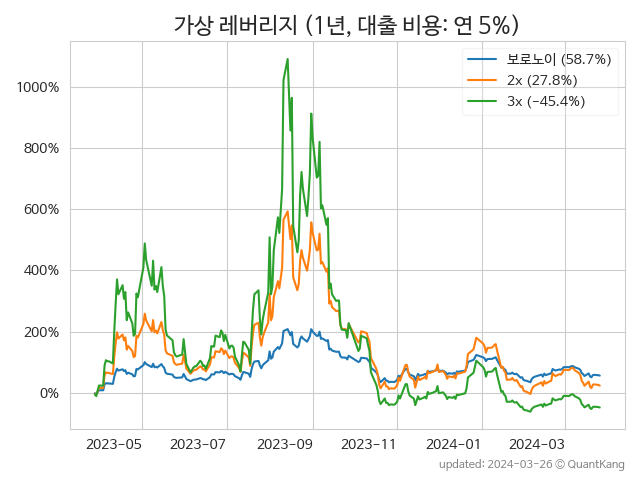 가상 레버리지 (1년, 대출 비용: 연 5%)
보로노이 (58.7%)
2x (27.8%)
3x (-45.4%)
1000%
800%
600%
400%
200%
0%
2023-05
2023-07
2023-09
2023-11
2024-01
2024-03
updated: 2024-03-26 © QuantKang